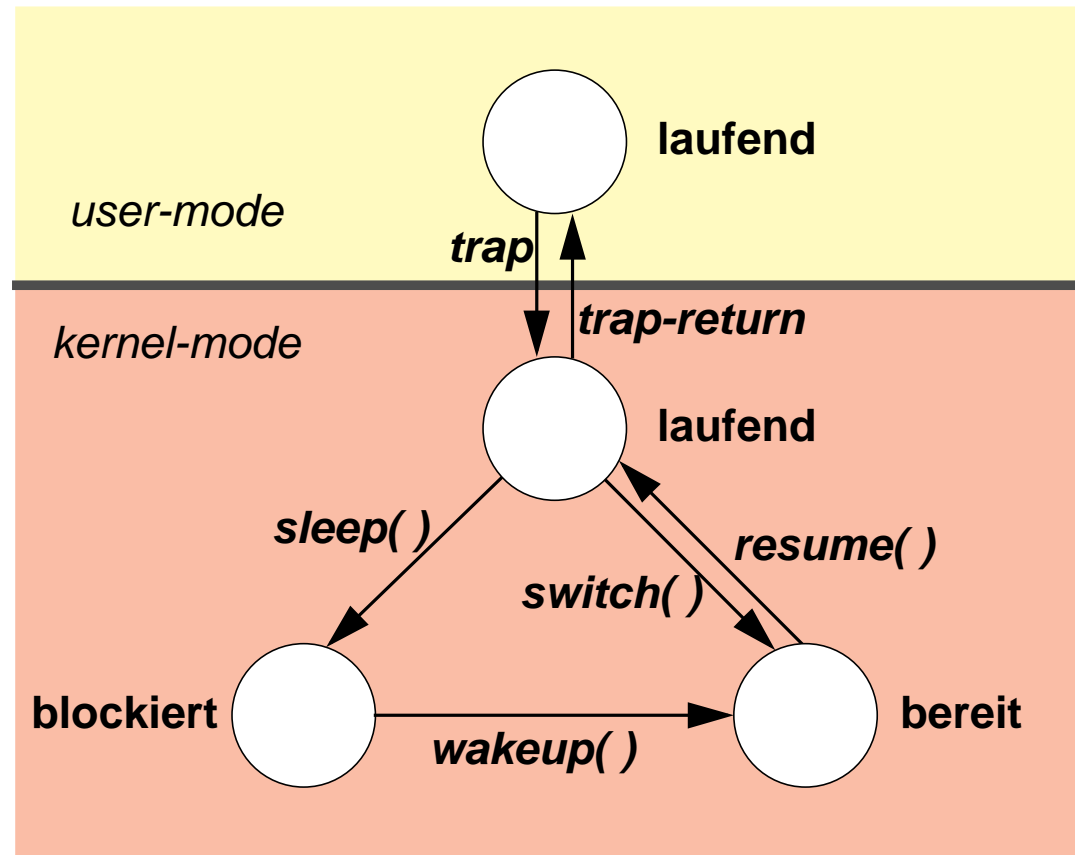 laufend
user-mode
trap
trap-return
kernel-mode
laufend
sleep( )
resume( )
switch( )
blockiert
bereit
wakeup( )